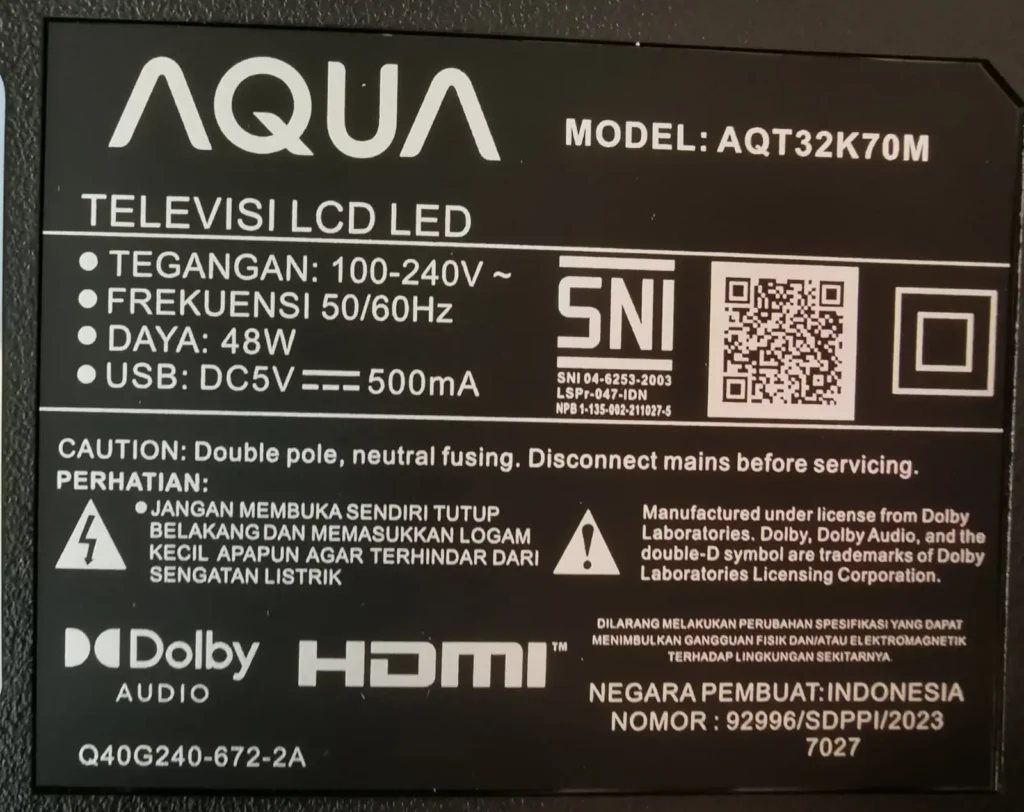 AQUA
MODEL: AQT32K70M
TELEVISI LCD LED
• TEGANGAN: 100-240V ~
• FREKUENSI 50/60Hz
• DAYA: 48W
• USB: DC5V ⎓ 500mA
SNI
SNI 04-6253-2003
LSPr-047-IDN
NPB 1-135-002-211027-5
CAUTION: Double pole, neutral fusing. Disconnect mains before servicing.
PERHATIAN:
• JANGAN MEMBUKA SENDIRI TUTUP
BELAKANG DAN MEMASUKKAN LOGAM
KECIL APAPUN AGAR TERHINDAR DARI
SENGATAN LISTRIK
Manufactured under license from Dolby
Laboratories. Dolby, Dolby Audio, and the
double-D symbol are trademarks of Dolby
Laboratories Licensing Corporation.
Dolby
AUDIO
HDMI™
DILARANG MELAKUKAN PERUBAHAN SPESIFIKASI YANG DAPAT
MENIMBULKAN GANGGUAN FISIK DAN/ATAU ELEKTROMAGNETIK
TERHADAP LINGKUNGAN SEKITARNYA.
NEGARA PEMBUAT: INDONESIA
NOMOR : 92996/SDPPI/2023
7027
Q40G240-672-2A